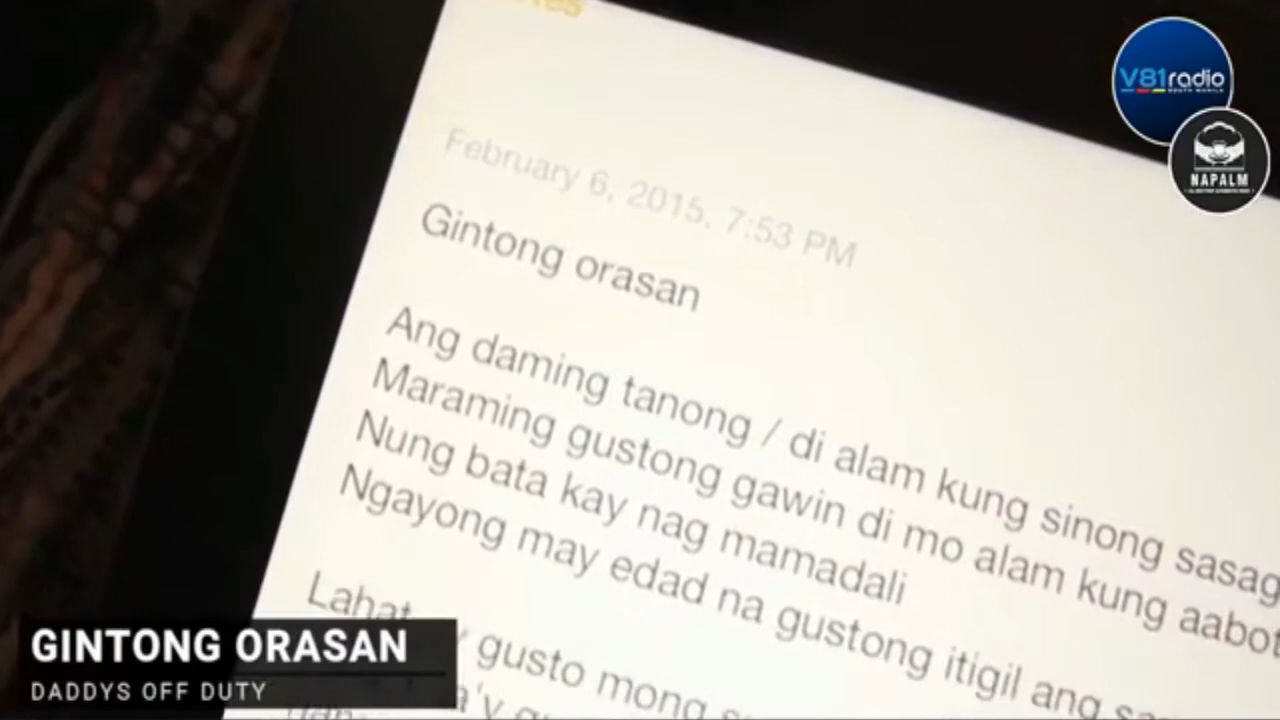 V81radio
SOUTH MANILA
NAPALM
February 6, 2015, 7:53 PM
Gintong orasan
Ang daming tanong / di alam kung sinong
Maraming gustong gawin di mo alam kung
Nung bata kay nag mamadali
Ngayong may edad na gustong itigil ang
gusto mong
GINTONG ORASAN
DADDYS OFF DUTY